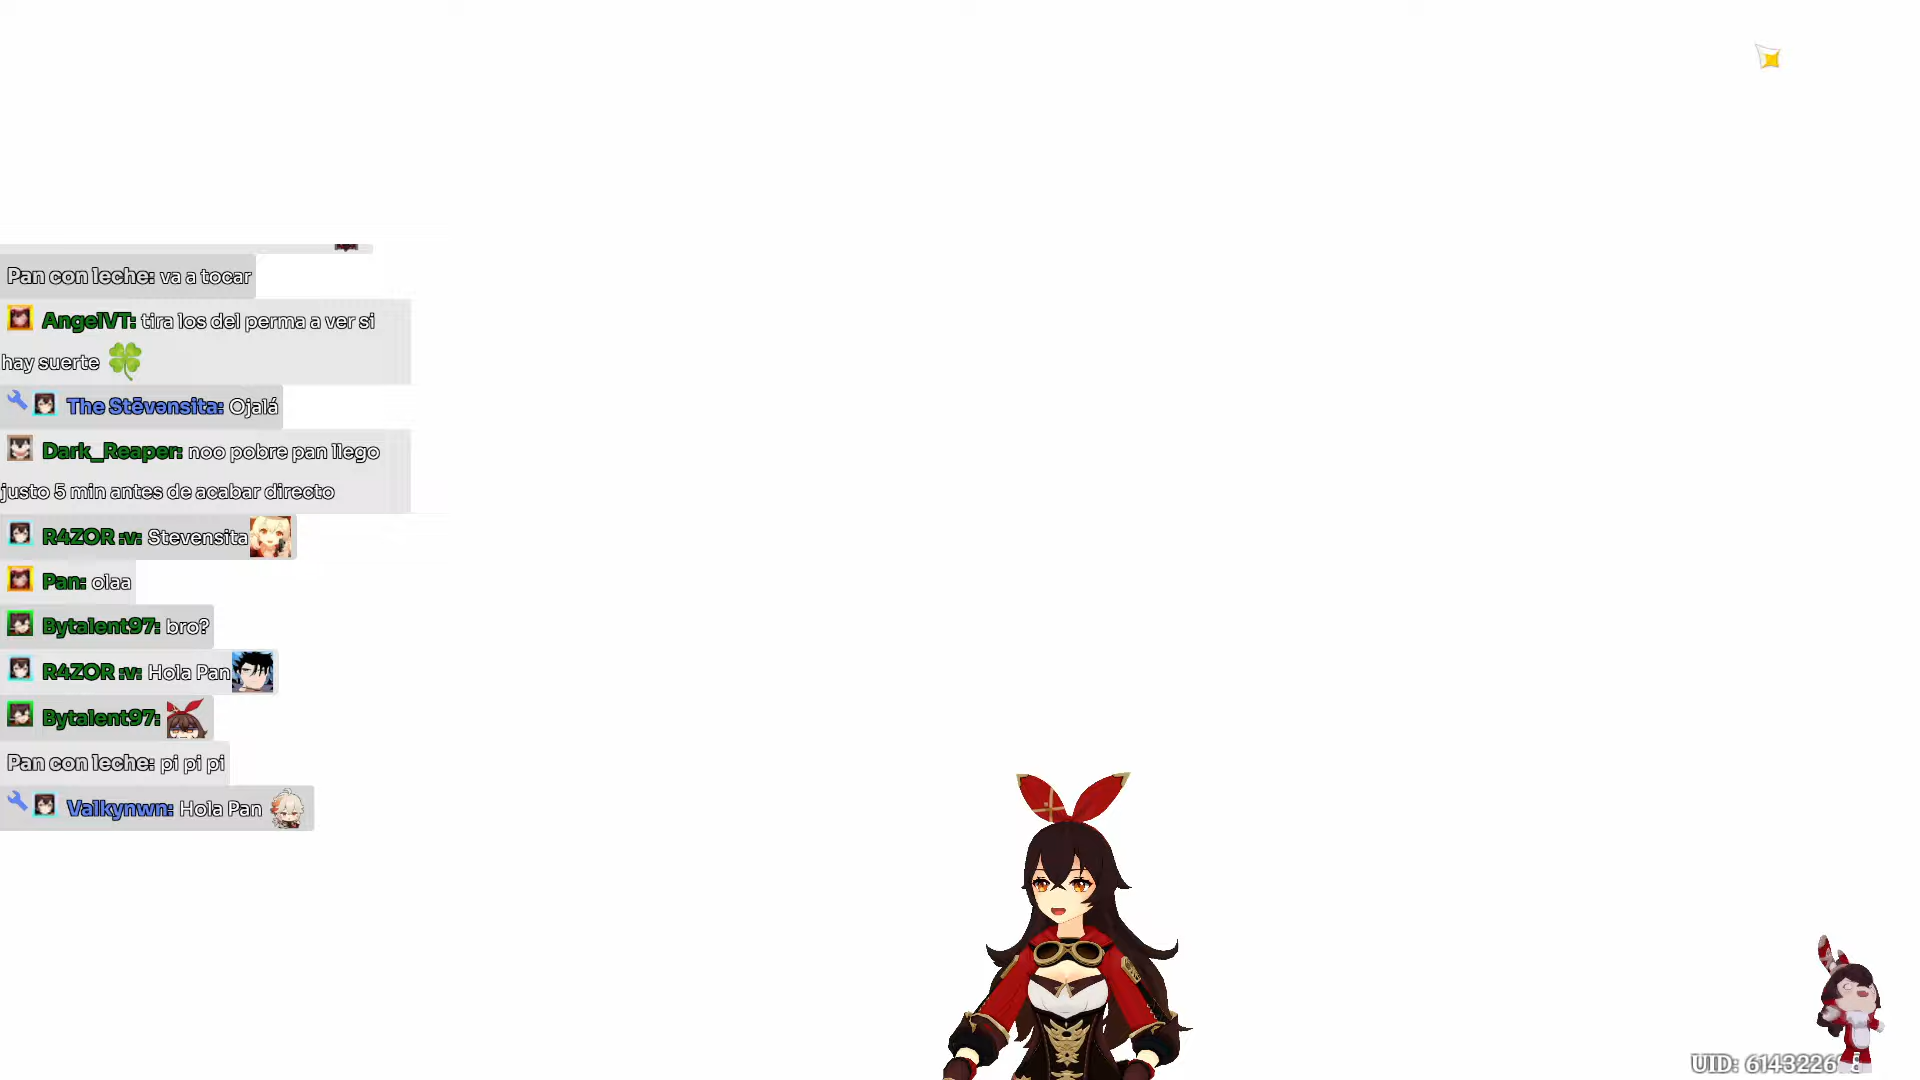 Pan con leche: va a tocar
AngelVT: tira los del perma a ver si
hay suerte
The Stēvənsita: Ojalá
Dark_Reaper: noo pobre pan llego
justo 5 min antes de acabar directo
R4ZOR :v: Stevensita
Pan: olaa
Bytalent97: bro?
R4ZOR :v: Hola Pan
Bytalent97:
Pan con leche: pi pi pi
Valkynwn: Hola Pan
UID: